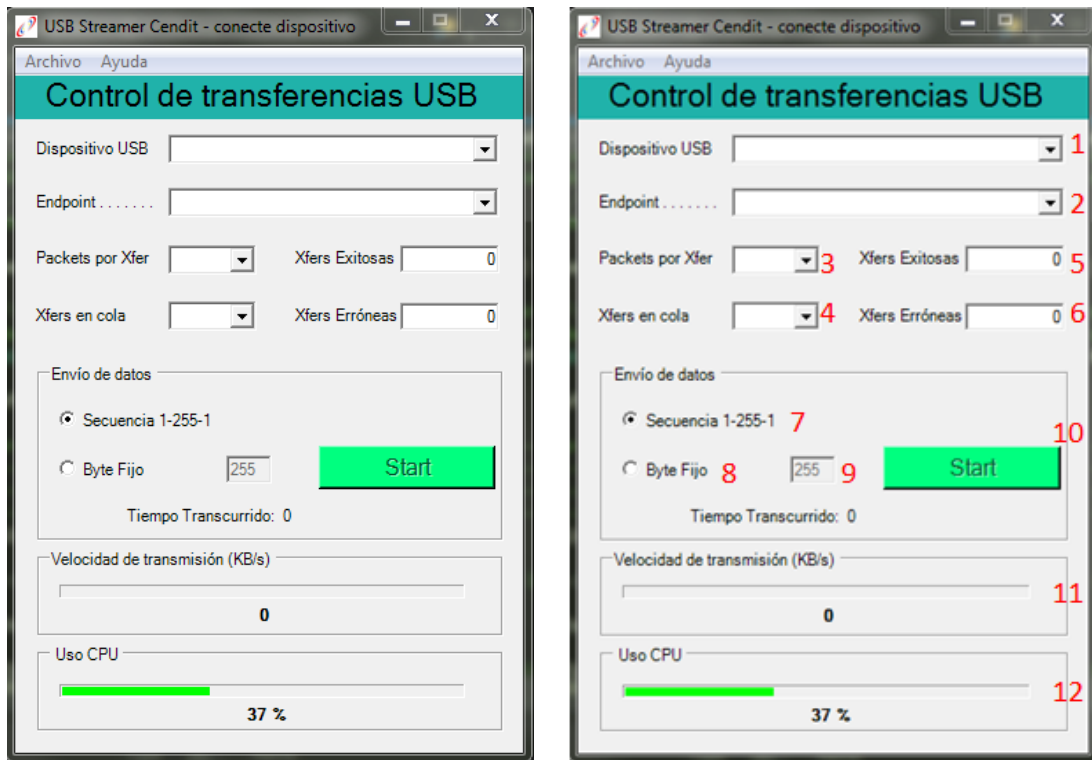 USB Streamer Cendit - conecte dispositivo
Archivo Ayuda
Control de transferencias USB
Dispositivo USB
Endpoint . . . . . . .
Packets por Xfer Xfers Exitosas 0
Xfers en cola Xfers Erróneas 0
Envío de datos
Secuencia 1-255-1
Byte Fijo 255 Start
Tiempo Transcurrido: 0
Velocidad de transmisión (KB/s)
0
Uso CPU
37 %
USB Streamer Cendit - conecte dispositivo
Archivo Ayuda
Control de transferencias USB
Dispositivo USB 1
Endpoint . . . . . . . 2
Packets por Xfer 3 Xfers Exitosas 0 5
Xfers en cola 4 Xfers Erróneas 0 6
Envío de datos
Secuencia 1-255-1 7 10
Byte Fijo 8 255 9 Start
Tiempo Transcurrido: 0
Velocidad de transmisión (KB/s)
11
0
Uso CPU
12
37 %